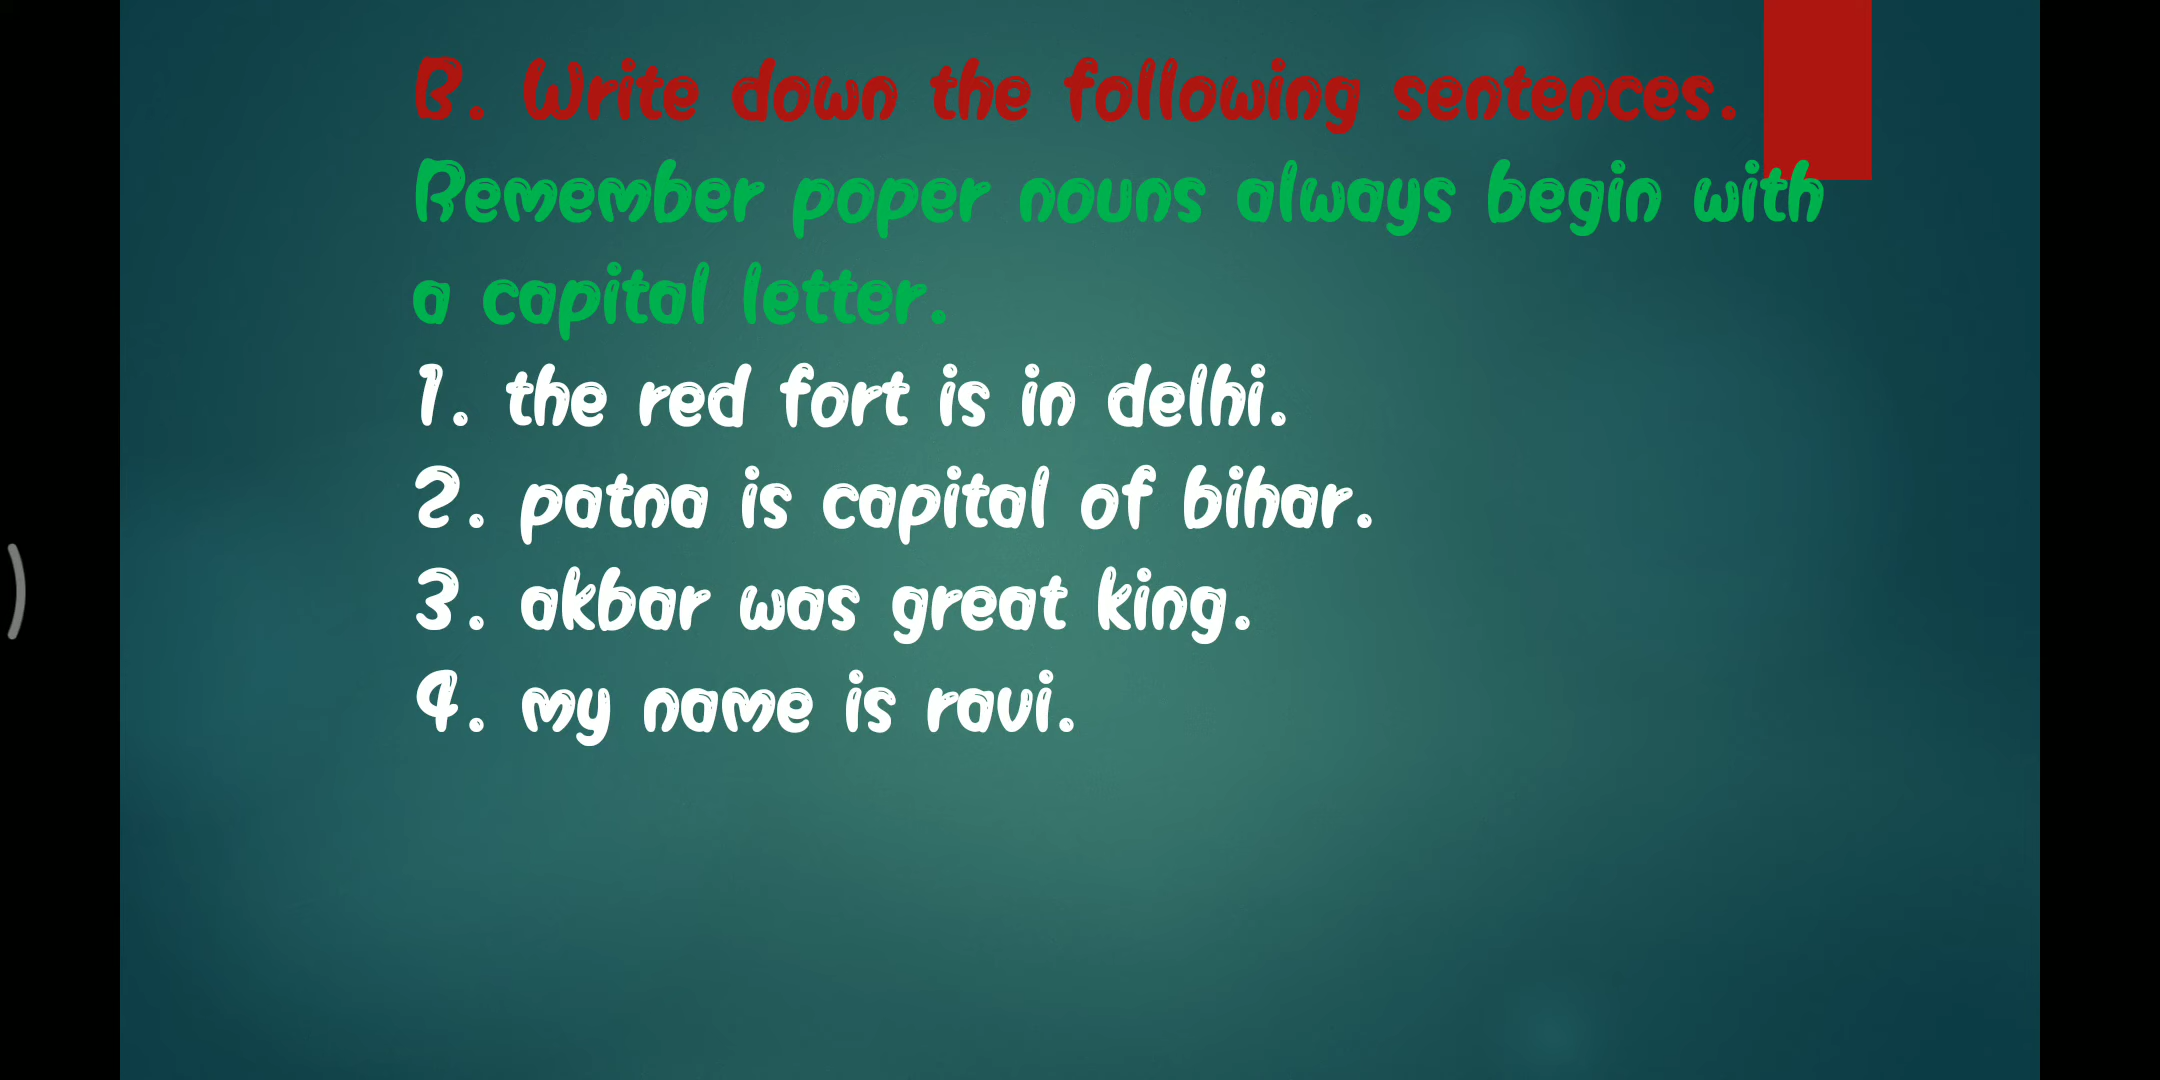 B. Write down the following sentences.
Remember poper nouns always begin with
a capital letter.
1. the red fort is in delhi.
2. patna is capital of bihar.
3. akbar was great king.
4. my name is ravi.